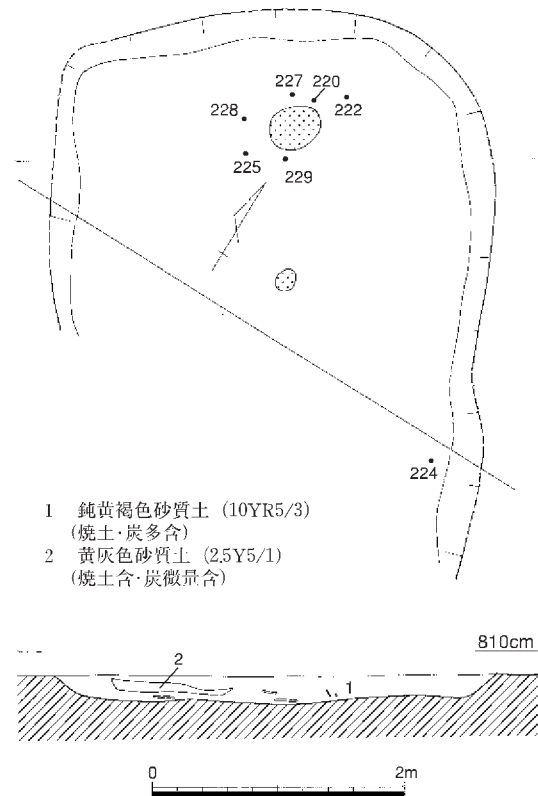 227 220
228 222
225 229
224
1 鈍黄褐色砂質土 (10YR5/3)
(焼土·炭多含)
2 黄灰色砂質土 (2.5Y5/1)
(焼土含·炭微量含)
810cm
2
1
0 2m